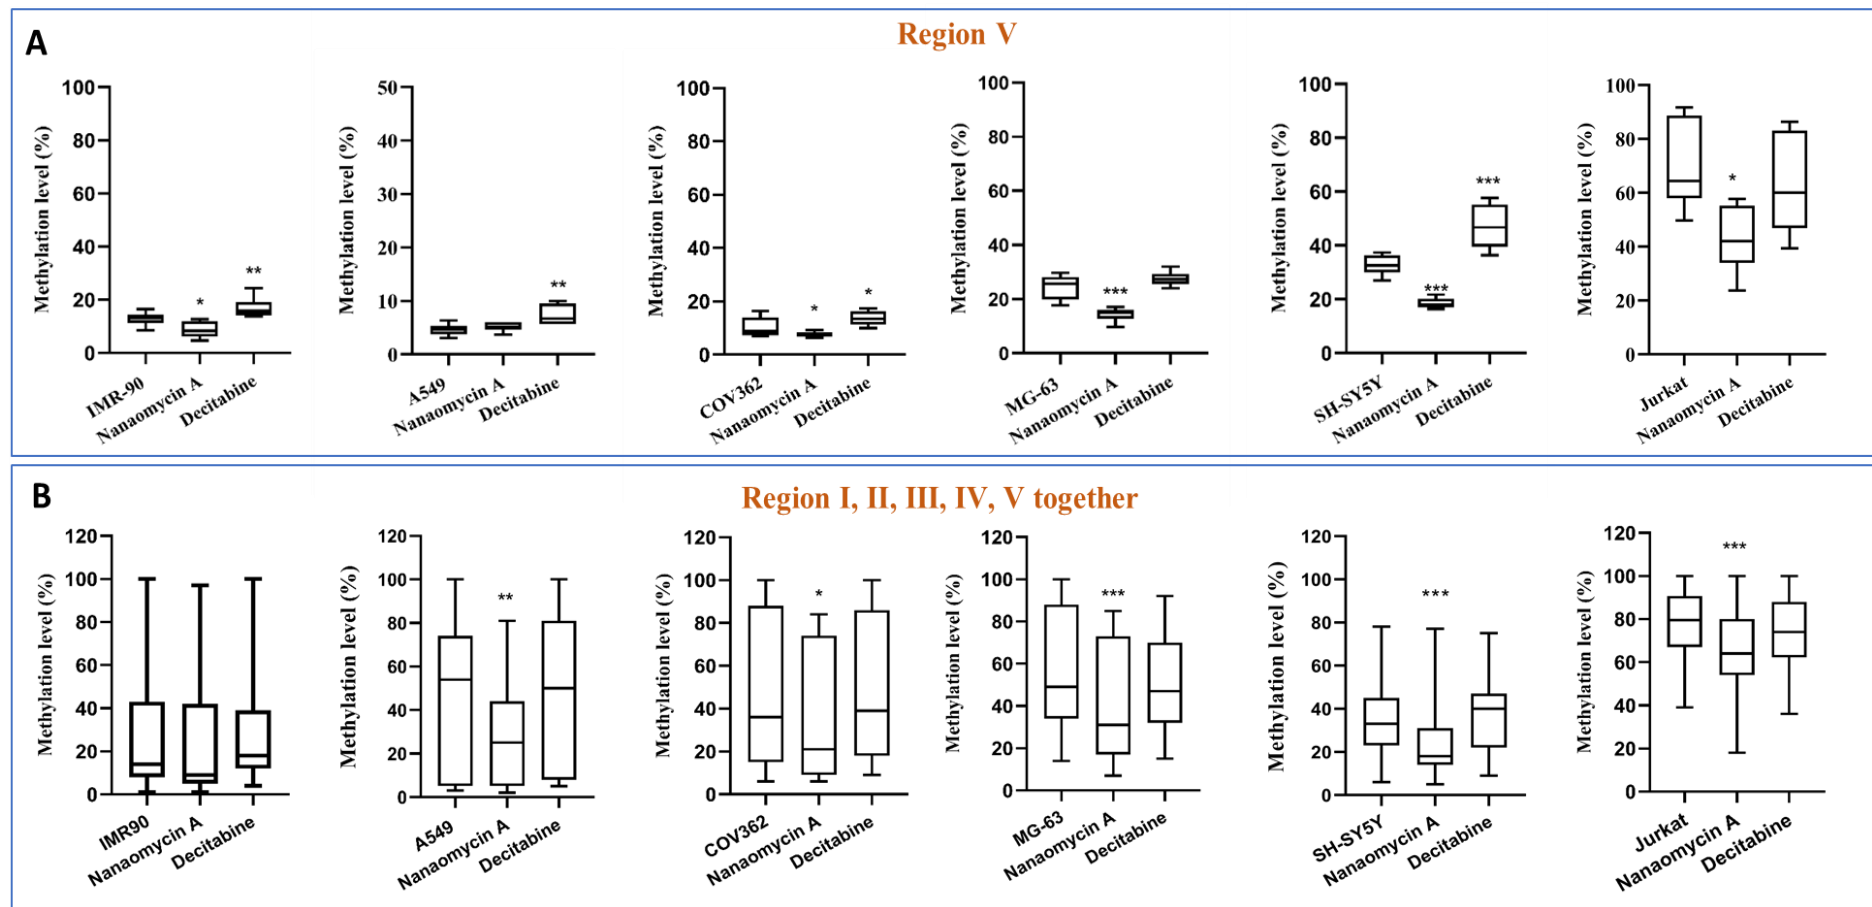 A
Region V
Methylation level (%)
100
80
60
40
20
0
*
**
IMR-90
Nanaomycin A
Decitabine
Methylation level (%)
50
40
30
20
10
0
**
A549
Nanaomycin A
Decitabine
Methylation level (%)
100
80
60
40
20
0
*
*
COV362
Nanaomycin A
Decitabine
Methylation level (%)
100
80
60
40
20
0
***
MG-63
Nanaomycin A
Decitabine
Methylation level (%)
100
80
60
40
20
0
***
***
SH-SY5Y
Nanaomycin A
Decitabine
Methylation level (%)
100
80
60
40
20
0
*
Jurkat
Nanaomycin A
Decitabine
B
Region I, II, III, IV, V together
Methylation level (%)
120
100
80
60
40
20
0
IMR90
Nanaomycin A
Decitabine
Methylation level (%)
120
100
80
60
40
20
0
**
A549
Nanaomycin A
Decitabine
Methylation level (%)
120
100
80
60
40
20
0
*
COV362
Nanaomycin A
Decitabine
Methylation level (%)
120
100
80
60
40
20
0
***
MG-63
Nanaomycin A
Decitabine
Methylation level (%)
120
100
80
60
40
20
0
***
SH-SY5Y
Nanaomycin A
Decitabine
Methylation level (%)
120
100
80
60
40
20
0
***
Jurkat
Nanaomycin A
Decitabine